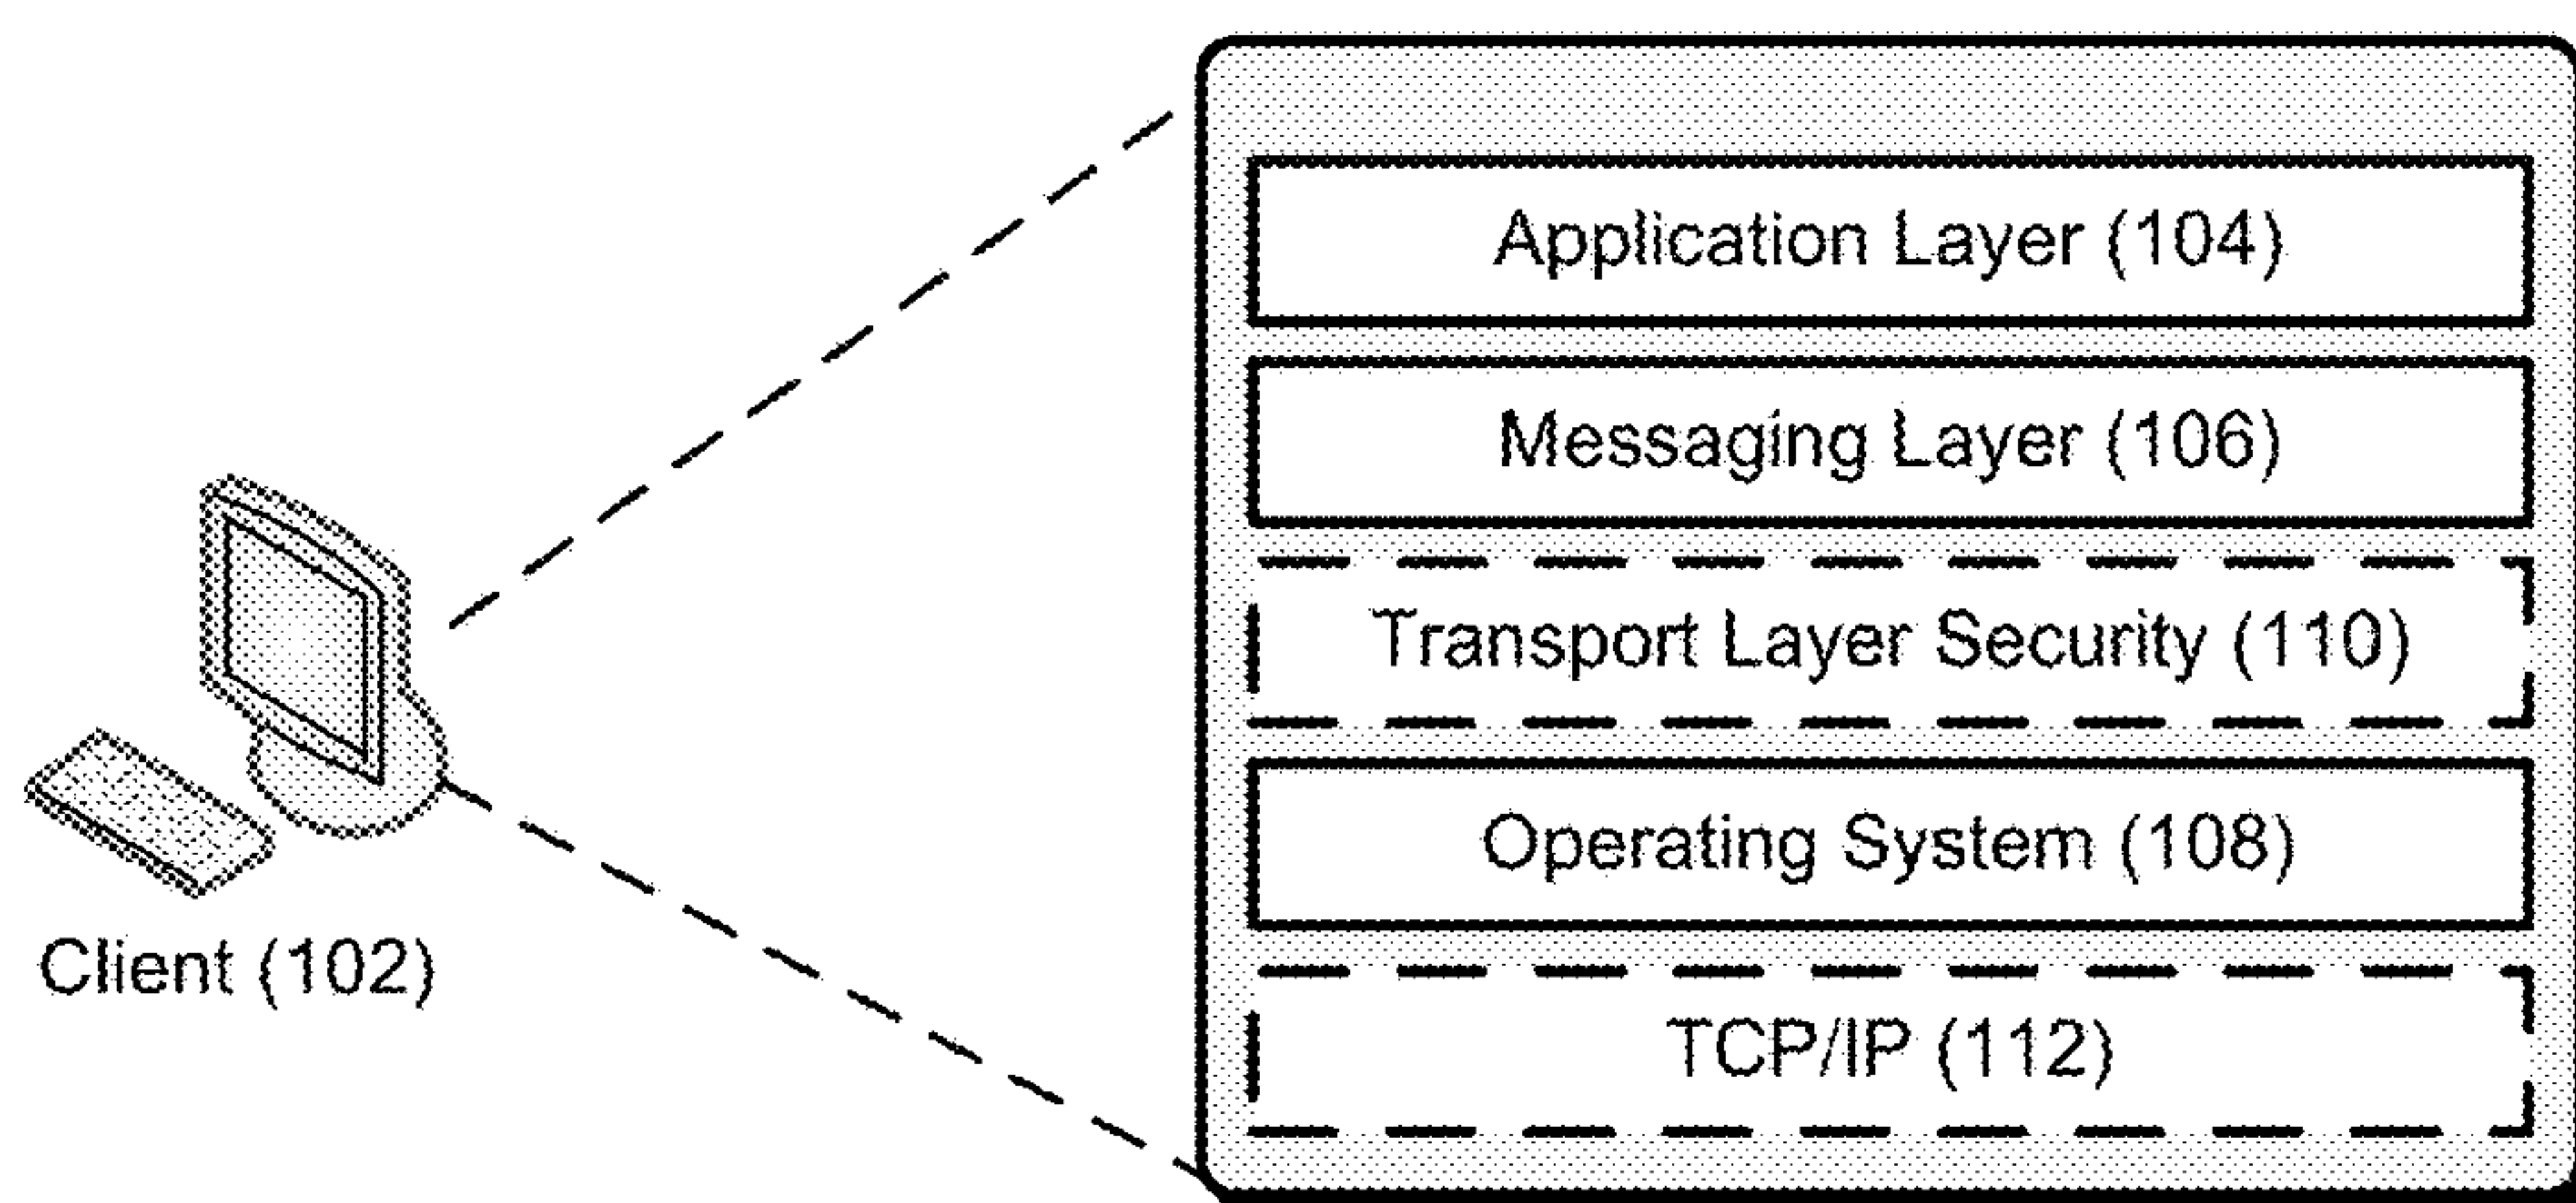 Application Layer (104)
Messaging Layer (106)
Transport Layer Security (110)
Operating System (108)
TCP/IP (112)
Client (102)